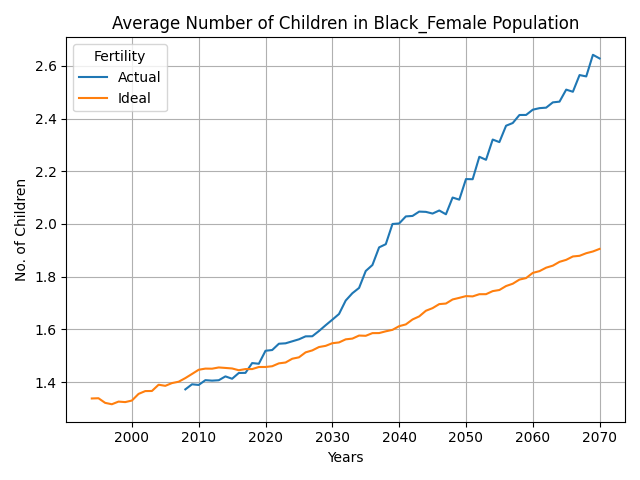 Average Number of Children in Black_Female Population
Fertility
Actual
Ideal
No. of Children
2.6
2.4
2.2
2.0
1.8
1.6
1.4
2000 2010 2020 2030 2040 2050 2060 2070
Years